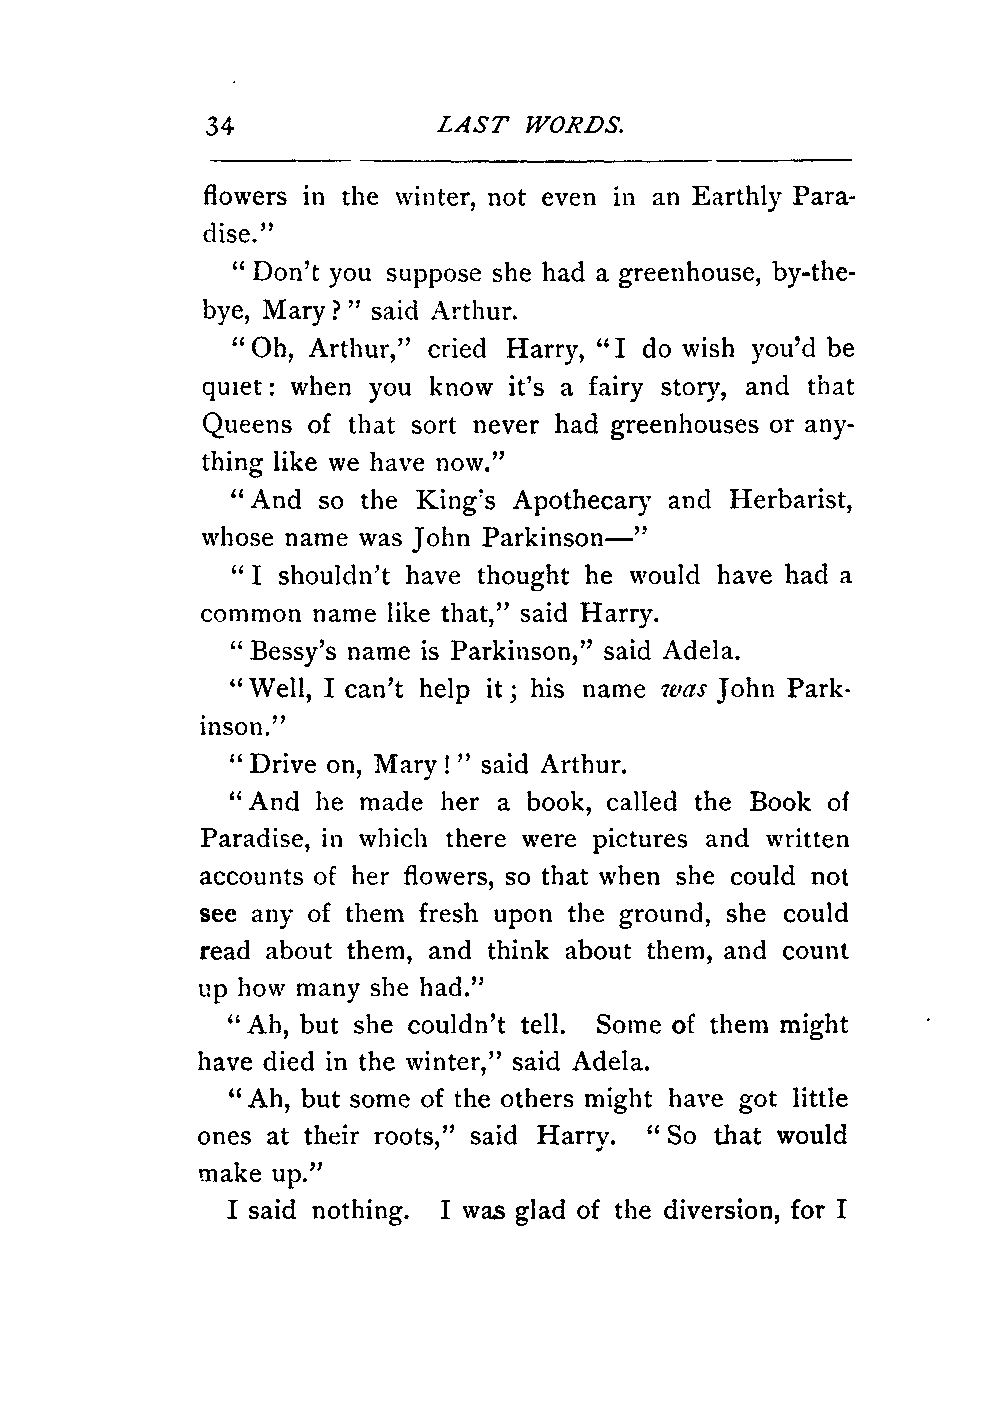 34 LAST WORDS.
flowers in the winter, not even in an Earthly Para-
dise."
"Don't you suppose she had a greenhouse, by-the-
bye, Mary?" said Arthur.
"Oh, Arthur," cried Harry, "I do wish you'd be
quiet: when you know it's a fairy story, and that
Queens of that sort never had greenhouses or any-
thing like we have now."
"And so the King's Apothecary and Herbarist,
whose name was John Parkinson—"
"I shouldn't have thought he would have had a
common name like that," said Harry.
"Bessy's name is Parkinson," said Adela.
"Well, I can't help it; his name was John Park-
inson."
"Drive on, Mary!" said Arthur.
"And he made her a book, called the Book of
Paradise, in which there were pictures and written
accounts of her flowers, so that when she could not
see any of them fresh upon the ground, she could
read about them, and think about them, and count
up how many she had."
"Ah, but she couldn't tell. Some of them might
have died in the winter," said Adela.
"Ah, but some of the others might have got little
ones at their roots," said Harry. "So that would
make up."
I said nothing. I was glad of the diversion, for I